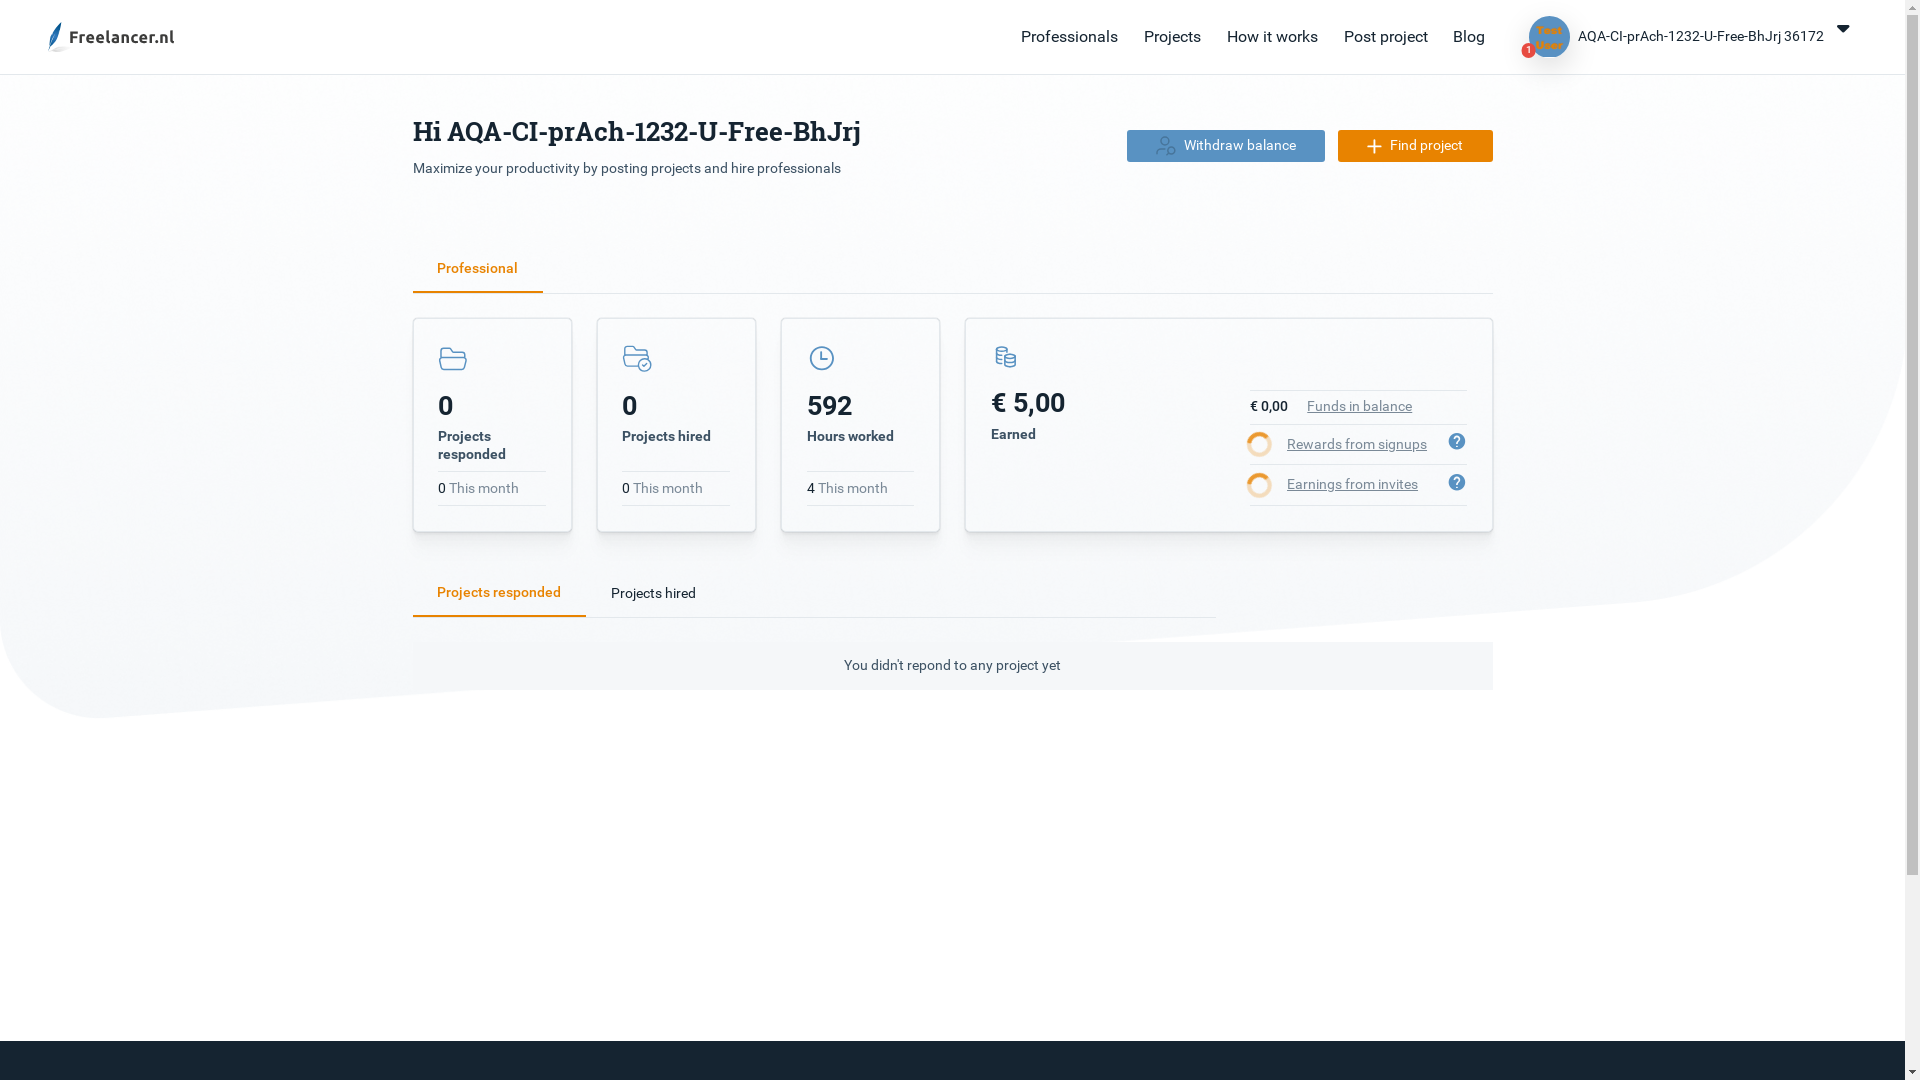 Freelancer.nl
Professionals
Projects
How it works
Post project
Blog
Test
User
1
AQA-CI-prAch-1232-U-Free-BhJrj 36172
Hi AQA-CI-prAch-1232-U-Free-BhJrj
Maximize your productivity by posting projects and hire professionals
Withdraw balance
Find project
Professional
0
Projects
responded
0 This month
0
Projects hired
0 This month
592
Hours worked
4 This month
€ 5,00
Earned
€ 0,00 Funds in balance
Rewards from signups ?
Earnings from invites ?
Projects responded
Projects hired
You didn't repond to any project yet